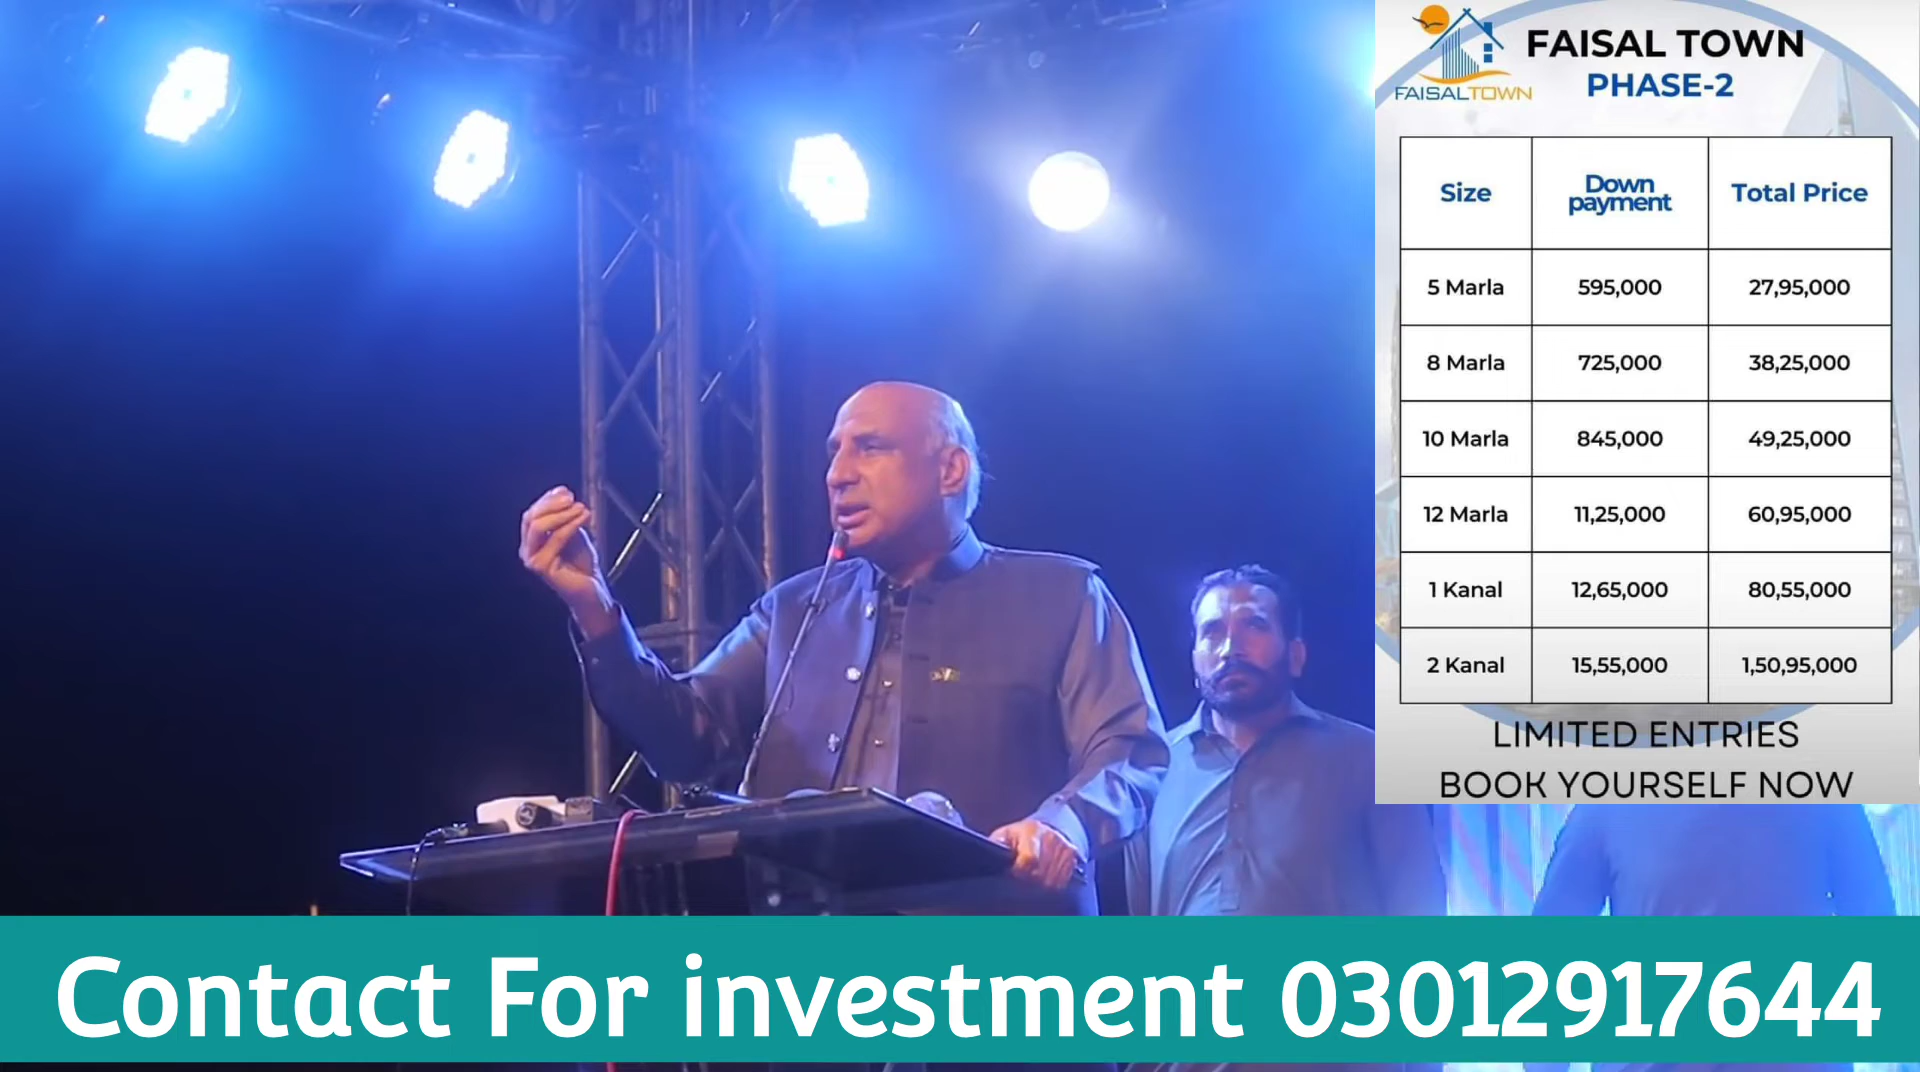 FAISAL TOWN
PHASE-2
FAISALTOWN
Size Down payment Total Price
5 Marla 595,000 27,95,000
8 Marla 725,000 38,25,000
10 Marla 845,000 49,25,000
12 Marla 11,25,000 60,95,000
1 Kanal 12,65,000 80,55,000
2 Kanal 15,55,000 1,50,95,000
LIMITED ENTRIES
BOOK YOURSELF NOW
Contact For investment 03012917644